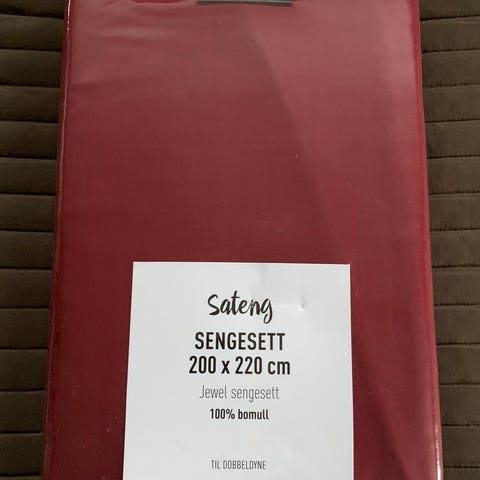 Sateng
SENGESETT
200 x 220 cm
Jewel sengesett
100% bomull
TIL DOBBELDYNE